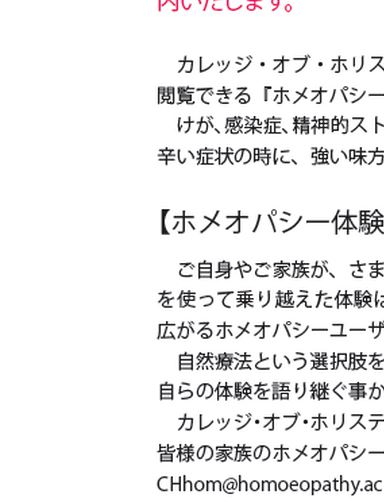 内いたします。
カレッジ・オブ・ホリス
閲覧できる『ホメオパシー
けが、感染症、精神的スト
辛い症状の時に、強い味方
【ホメオパシー体験
ご自身やご家族が、さま
を使って乗り越えた体験は
広がるホメオパシーユーザ
自然療法という選択肢を
自らの体験を語り継ぐ事か
カレッジ・オブ・ホリステ
皆様の家族のホメオパシー
CHhom@homoeopathy.ac